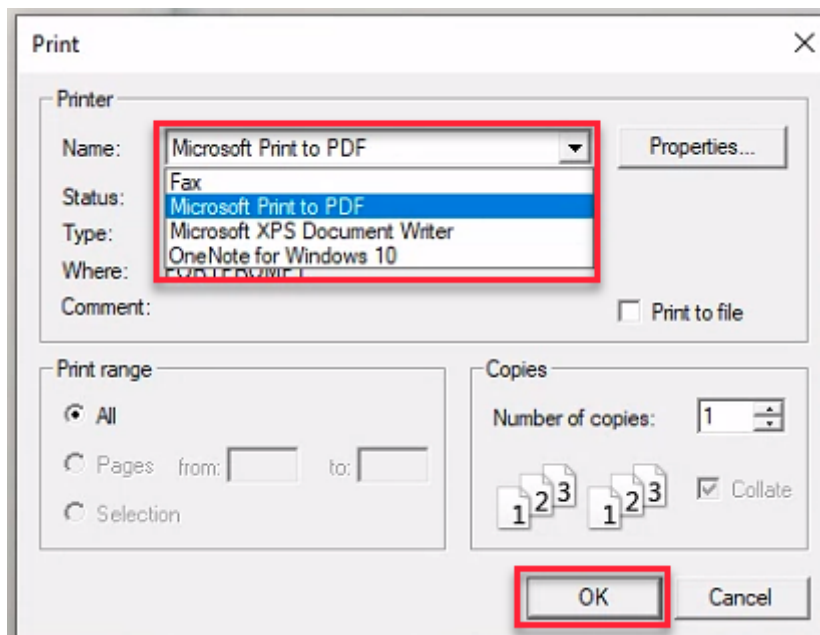 Print
Printer
Name:
Microsoft Print to PDF
Properties...
Fax
Status:
Microsoft Print to PDF
Type:
Microsoft XPS Document Writer
OneNote for Windows 10
Where:
Comment:
Print to file
Print range
All
Pages from: to:
Selection
Copies
Number of copies: 1
1 2 3 1 2 3
Collate
OK Cancel